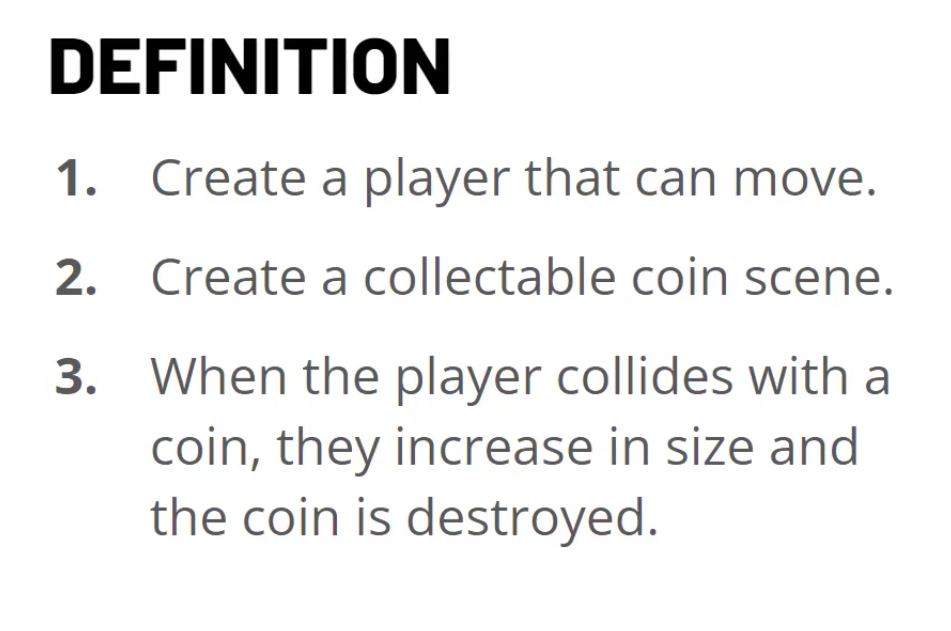 DEFINITION
1. Create a player that can move.
2. Create a collectable coin scene.
3. When the player collides with a
coin, they increase in size and
the coin is destroyed.